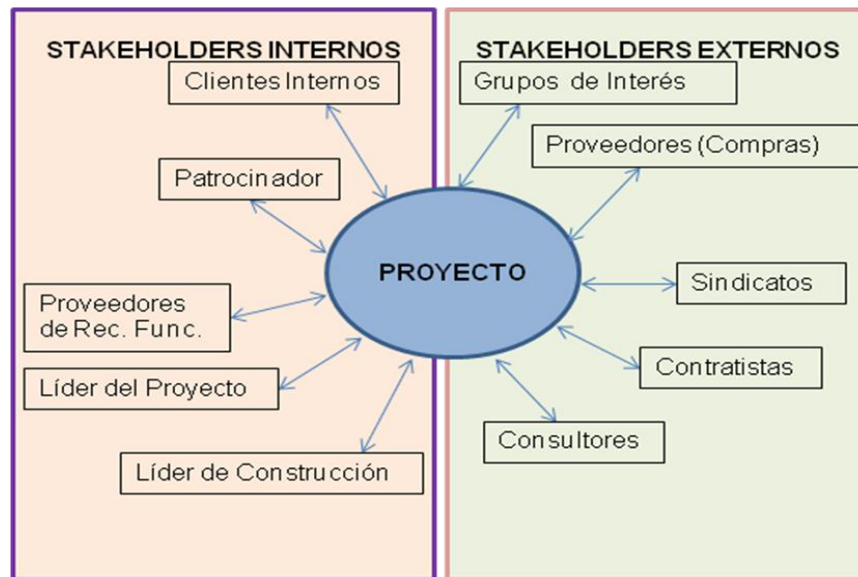 STAKEHOLDERS INTERNOS
Clientes Internos
Patrocinador
Proveedores
de Rec. Func.
Líder del Proyecto
Líder de Construcción
PROYECTO
STAKEHOLDERS EXTERNOS
Grupos de Interés
Proveedores (Compras)
Sindicatos
Contratistas
Consultores